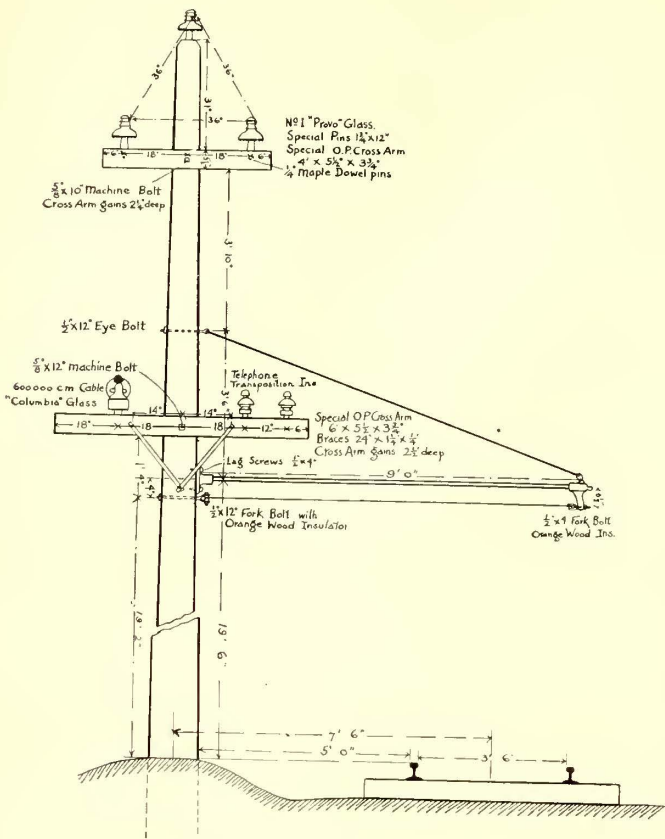 36"
36"
31"
36"
No 1 "Provo" Glass.
Special Pins 1¾" x 12"
Special O.P. Cross Arm
4' x 5½" x 3¾"
¼" Maple Dowel pins
6" 18" 18" 6"
⅝" x 10" Machine Bolt
Cross Arm gains 2¼" deep
3' 10"
½" x 12" Eye Bolt
⅝" x 12" machine Bolt
600000 cm Cable
"Columbia" Glass
Telephone
Transposition Ins
3' 6"
14" 14"
18" 18 18 12" 6"
Special O.P. Cross Arm
6' x 5½ x 3¾"
Braces 24" x 1¼ x ¼"
Cross Arm gains 2½" deep
Lag Screws ½" x 4"
9' 0"
½" x 12" Fork Bolt with
Orange Wood Insulator
½" x 9 Fork Bolt
Orange Wood Ins.
19' 2"
19' 6"
7' 6"
5' 0"
3' 6"